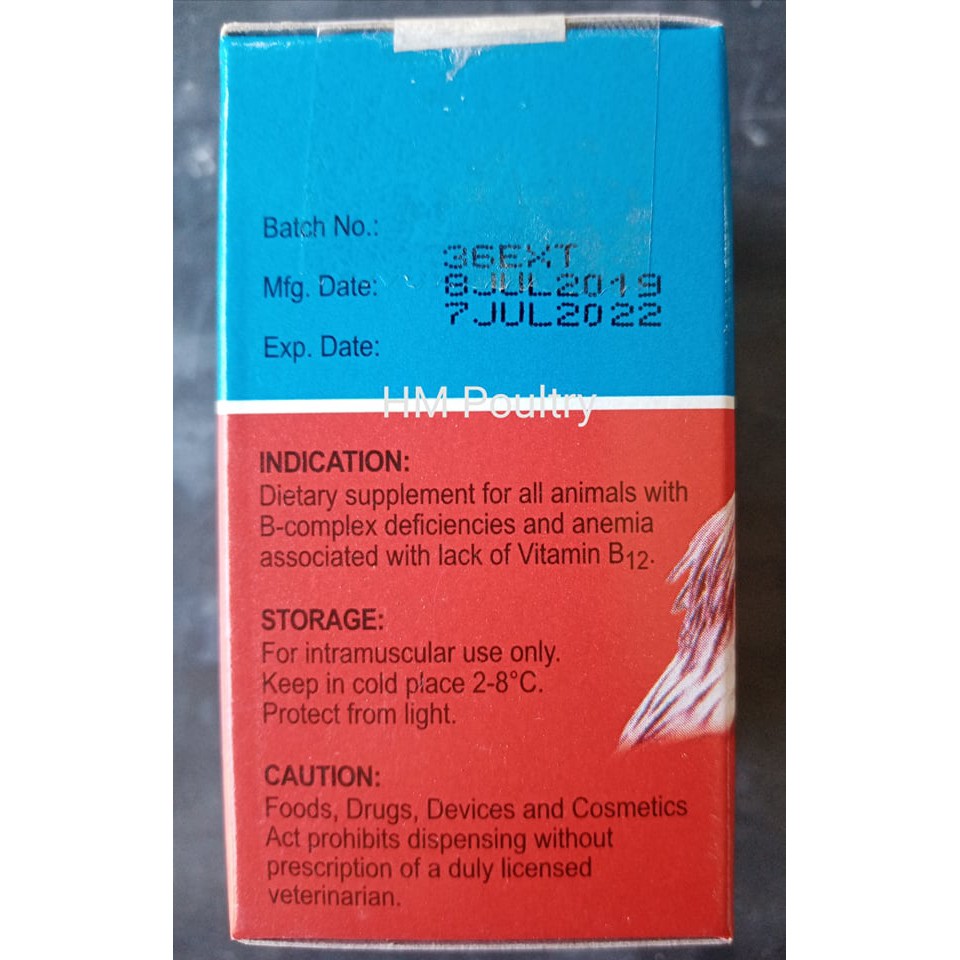 Batch No.:
36EXT
Mfg. Date:
8JUL2019
7JUL2022
Exp. Date:
HM Poultry
INDICATION:
Dietary supplement for all animals with
B-complex deficiencies and anemia
associated with lack of Vitamin B12.
STORAGE:
For intramuscular use only.
Keep in cold place 2-8°C.
Protect from light.
CAUTION:
Foods, Drugs, Devices and Cosmetics
Act prohibits dispensing without
prescription of a duly licensed
veterinarian.